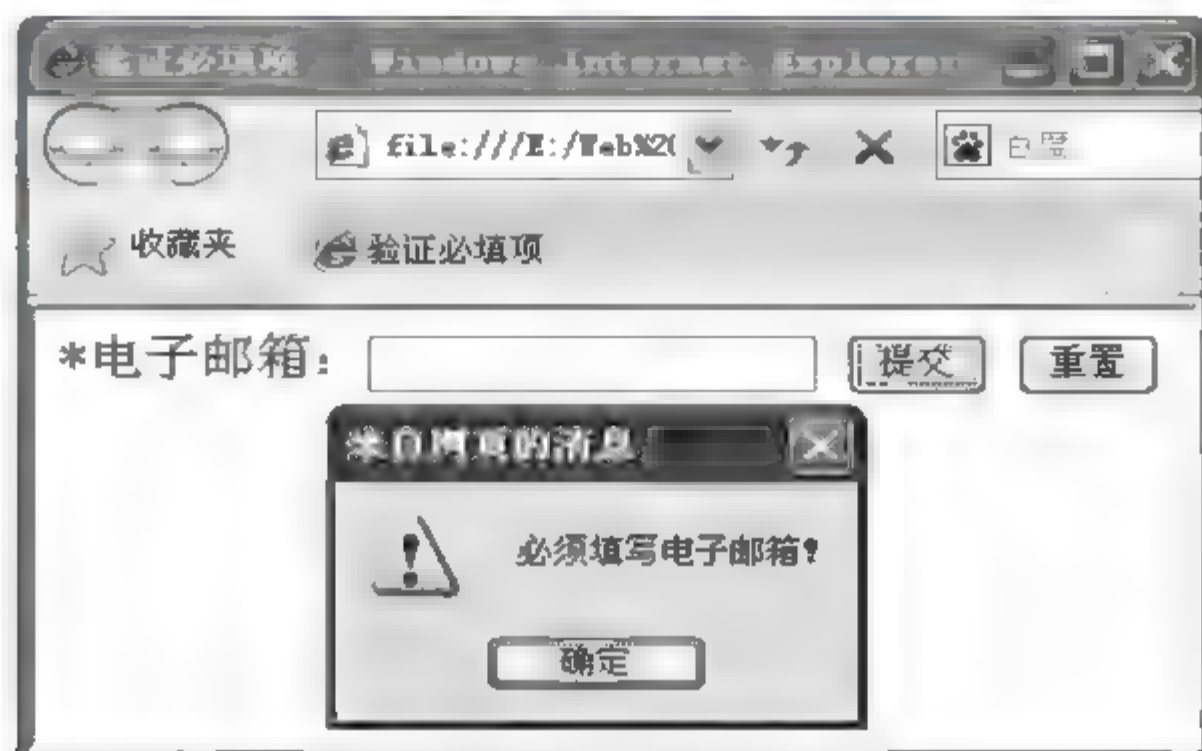 验证必填项 Windows Internet Explorer
file:///E:/Web%20
收藏夹 验证必填项
*电子邮箱: 提交 重置
来自网页的消息
必须填写电子邮箱!
确定